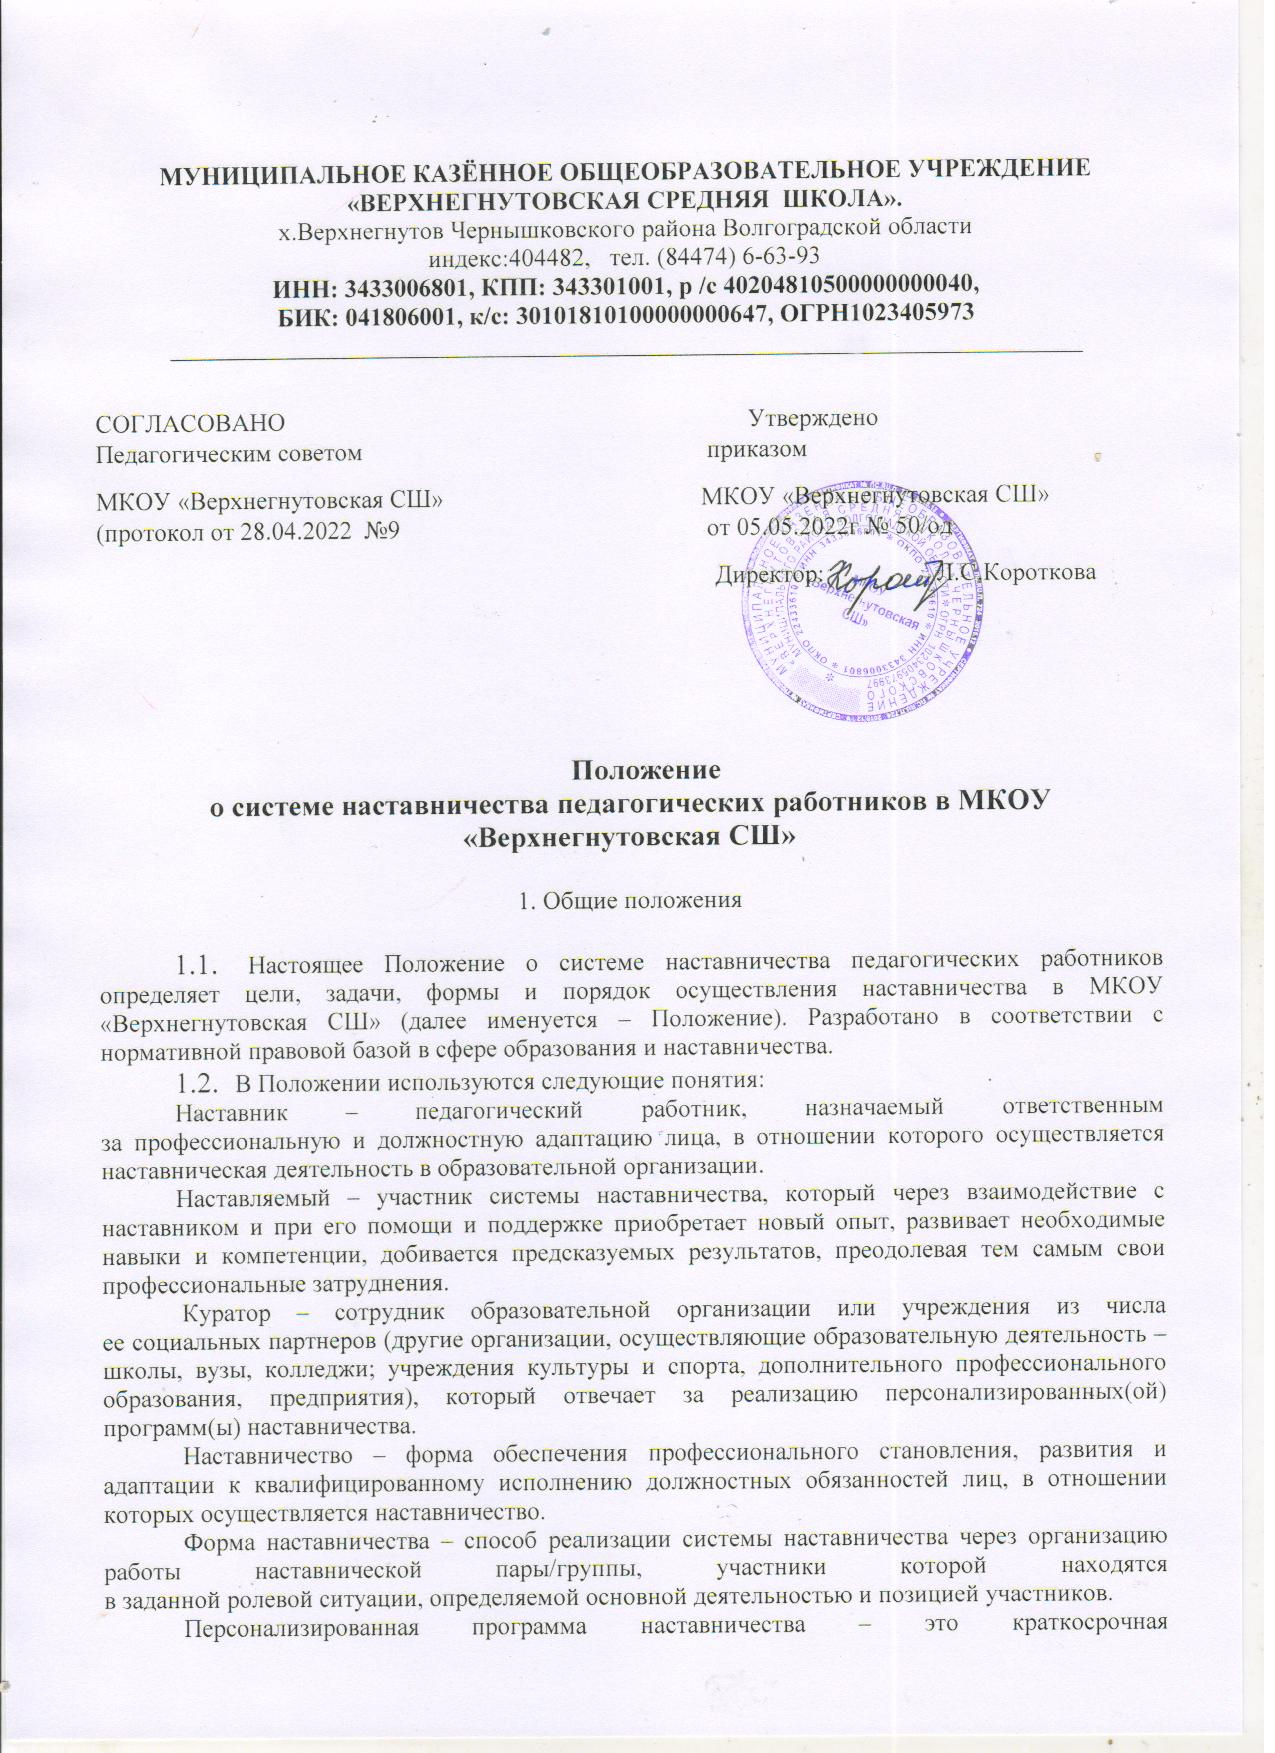 МУНИЦИПАЛЬНОЕ КАЗЁННОЕ ОБЩЕОБРАЗОВАТЕЛЬНОЕ УЧРЕЖДЕНИЕ
«ВЕРХНЕГНУТОВСКАЯ СРЕДНЯЯ ШКОЛА».
х.Верхнегнутов Чернышковского района Волгоградской области
индекс:404482, тел. (84474) 6-63-93
ИНН: 3433006801, КПП: 343301001, р /с 40204810500000000040,
БИК: 041806001, к/с: 30101810100000000647, ОГРН1023405973
СОГЛАСОВАНО
Педагогическим советом
МКОУ «Верхнегнутовская СШ»
(протокол от 28.04.2022 №9
Утверждено
приказом
МКОУ «Верхнегнутовская СШ»
от 05.05.2022г № 50/од
Директор: Л.С.Короткова
МКОУ
«Верхнегнутовская
СШ»
Положение
о системе наставничества педагогических работников в МКОУ
«Верхнегнутовская СШ»
1. Общие положения
1.1. Настоящее Положение о системе наставничества педагогических работников
определяет цели, задачи, формы и порядок осуществления наставничества в МКОУ
«Верхнегнутовская СШ» (далее именуется – Положение). Разработано в соответствии с
нормативной правовой базой в сфере образования и наставничества.
1.2. В Положении используются следующие понятия:
Наставник – педагогический работник, назначаемый ответственным
за профессиональную и должностную адаптацию лица, в отношении которого осуществляется
наставническая деятельность в образовательной организации.
Наставляемый – участник системы наставничества, который через взаимодействие с
наставником и при его помощи и поддержке приобретает новый опыт, развивает необходимые
навыки и компетенции, добивается предсказуемых результатов, преодолевая тем самым свои
профессиональные затруднения.
Куратор – сотрудник образовательной организации или учреждения из числа
ее социальных партнеров (другие организации, осуществляющие образовательную деятельность –
школы, вузы, колледжи; учреждения культуры и спорта, дополнительного профессионального
образования, предприятия), который отвечает за реализацию персонализированных(ой)
программ(ы) наставничества.
Наставничество – форма обеспечения профессионального становления, развития и
адаптации к квалифицированному исполнению должностных обязанностей лиц, в отношении
которых осуществляется наставничество.
Форма наставничества – способ реализации системы наставничества через организацию
работы наставнической пары/группы, участники которой находятся
в заданной ролевой ситуации, определяемой основной деятельностью и позицией участников.
Персонализированная программа наставничества – это краткосрочная